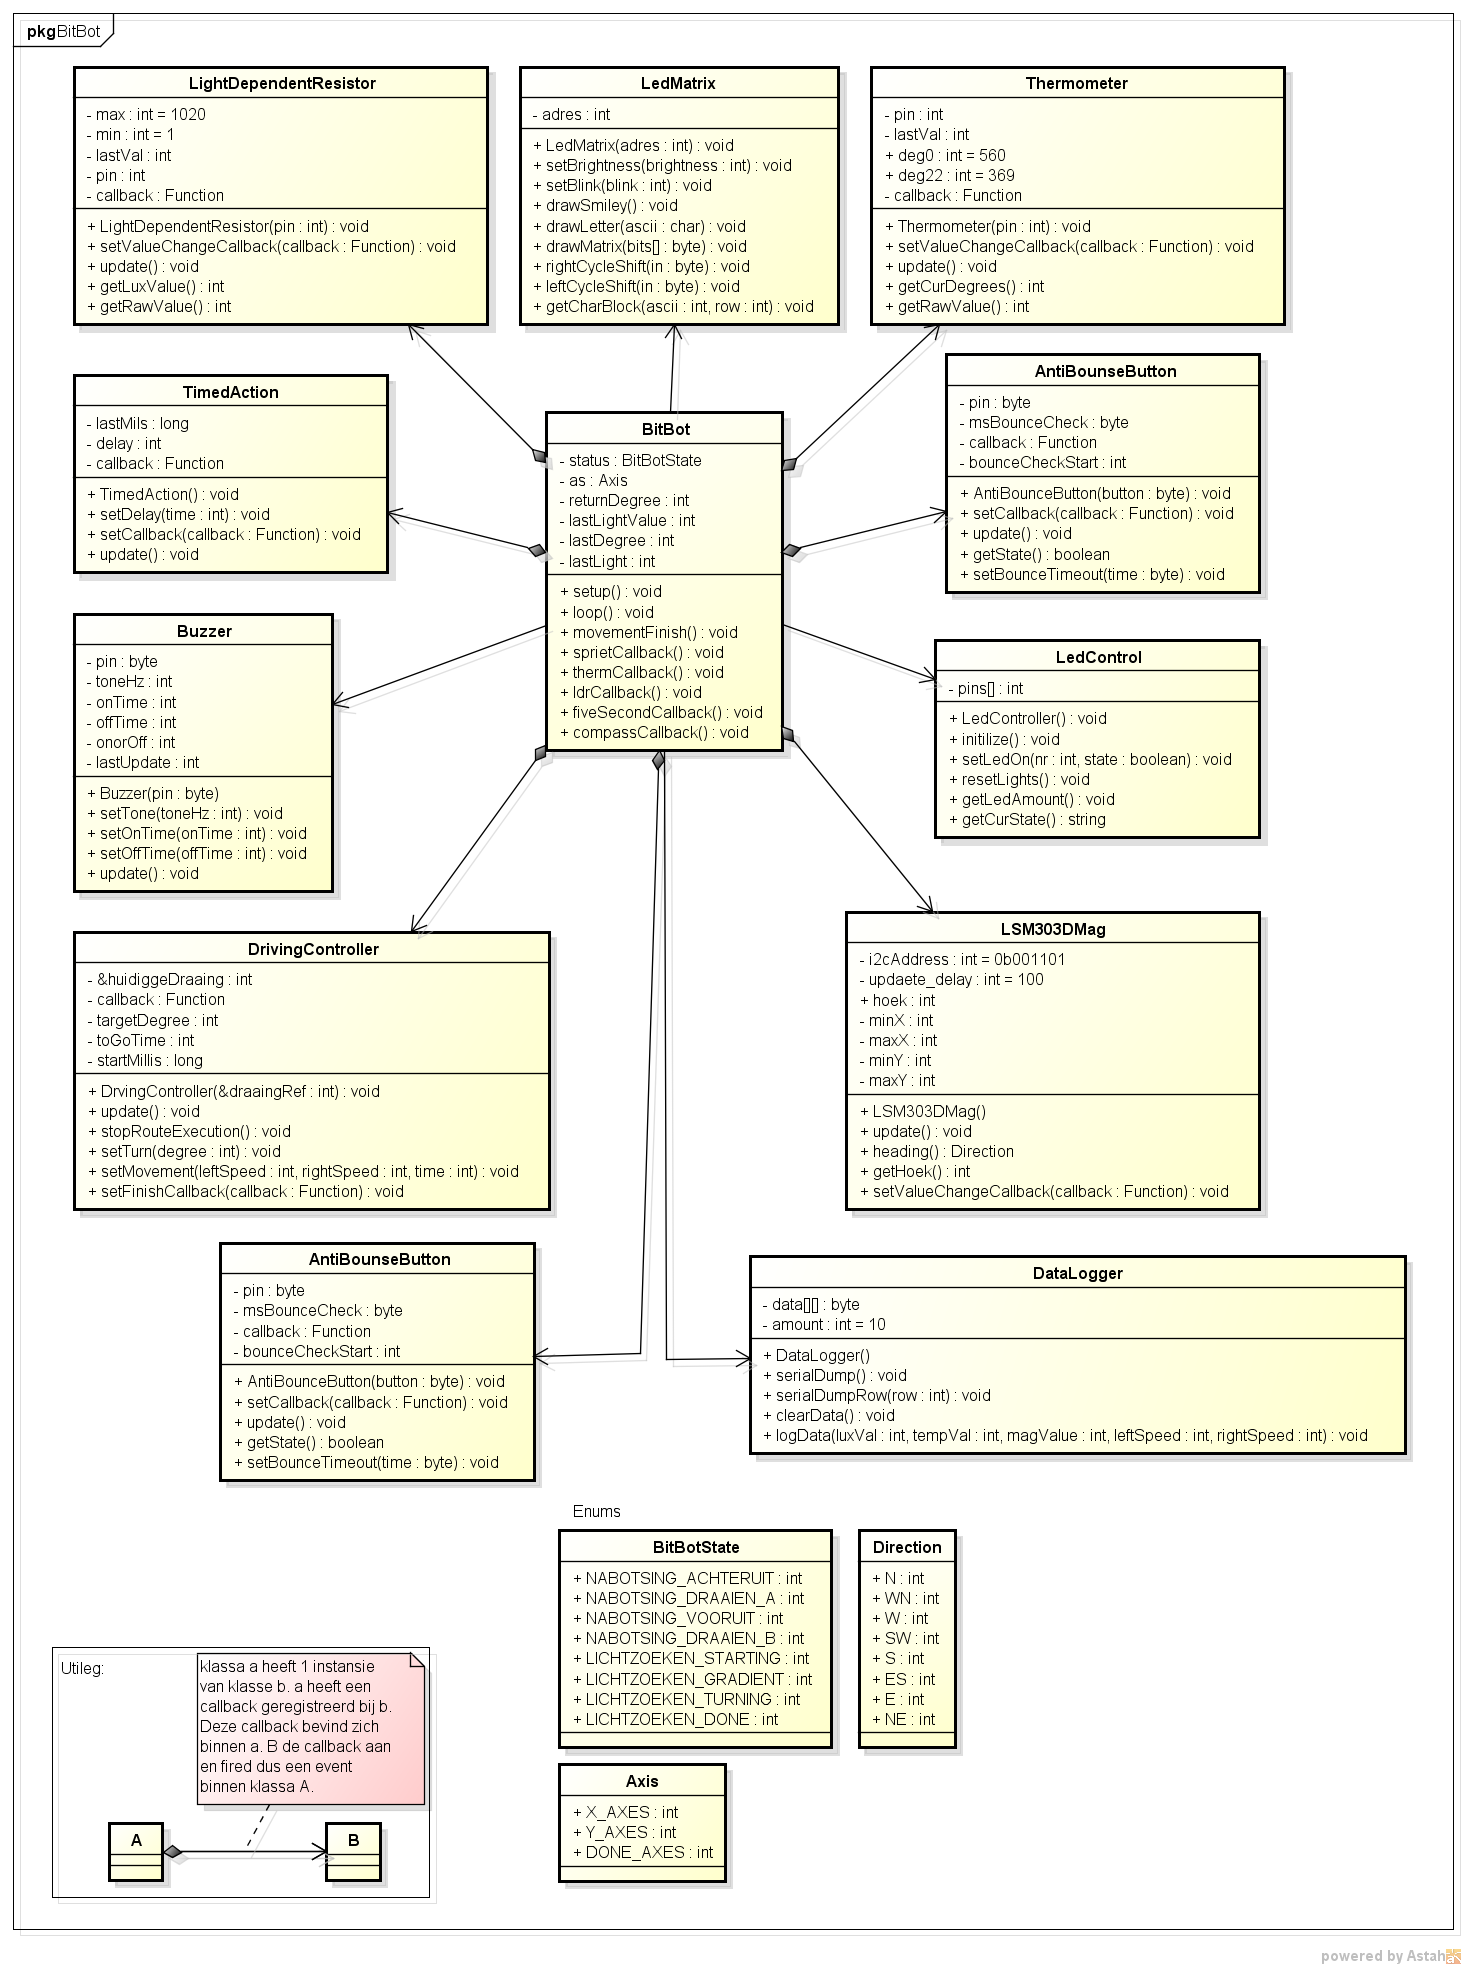 pkg BitBot
LightDependentResistor
- max : int = 1020
- min : int = 1
- lastVal : int
- pin : int
- callback : Function
+ LightDependentResistor(pin : int) : void
+ setValueChangeCallback(callback : Function) : void
+ update() : void
+ getLuxValue() : int
+ getRawValue() : int
LedMatrix
- adres : int
+ LedMatrix(adres : int) : void
+ setBrightness(brightness : int) : void
+ setBlink(blink : int) : void
+ drawSmiley() : void
+ drawLetter(ascii : char) : void
+ drawMatrix(bits[] : byte) : void
+ rightCycleShift(in : byte) : void
+ leftCycleShift(in : byte) : void
+ getCharBlock(ascii : int, row : int) : void
Thermometer
- pin : int
- lastVal : int
+ deg0 : int = 560
+ deg22 : int = 369
- callback : Function
+ Thermometer(pin : int) : void
+ setValueChangeCallback(callback : Function) : void
+ update() : void
+ getCurDegrees() : int
+ getRawValue() : int
TimedAction
- lastMils : long
- delay : int
- callback : Function
+ TimedAction() : void
+ setDelay(time : int) : void
+ setCallback(callback : Function) : void
+ update() : void
BitBot
- status : BitBotState
- as : Axis
- returnDegree : int
- lastLightValue : int
- lastDegree : int
- lastLight : int
+ setup() : void
+ loop() : void
+ movementFinish() : void
+ sprietCallback() : void
+ thermCallback() : void
+ ldrCallback() : void
+ fiveSecondCallback() : void
+ compassCallback() : void
AntiBounseButton
- pin : byte
- msBounceCheck : byte
- callback : Function
- bounceCheckStart : int
+ AntiBounceButton(button : byte) : void
+ setCallback(callback : Function) : void
+ update() : void
+ getState() : boolean
+ setBounceTimeout(time : byte) : void
Buzzer
- pin : byte
- toneHz : int
- onTime : int
- offTime : int
- onorOff : int
- lastUpdate : int
+ Buzzer(pin : byte)
+ setTone(toneHz : int) : void
+ setOnTime(onTime : int) : void
+ setOffTime(offTime : int) : void
+ update() : void
LedControl
- pins[] : int
+ LedController() : void
+ initilize() : void
+ setLedOn(nr : int, state : boolean) : void
+ resetLights() : void
+ getLedAmount() : void
+ getCurState() : string
DrivingController
- &huidiggeDraaing : int
- callback : Function
- targetDegree : int
- toGoTime : int
- startMillis : long
+ DrvingController(&draaingRef : int) : void
+ update() : void
+ stopRouteExecution() : void
+ setTurn(degree : int) : void
+ setMovement(leftSpeed : int, rightSpeed : int, time : int) : void
+ setFinishCallback(callback : Function) : void
LSM303DMag
- i2cAddress : int = 0b001101
- updaete_delay : int = 100
+ hoek : int
- minX : int
- maxX : int
- minY : int
- maxY : int
+ LSM303DMag()
+ update() : void
+ heading() : Direction
+ getHoek() : int
+ setValueChangeCallback(callback : Function) : void
AntiBounseButton
- pin : byte
- msBounceCheck : byte
- callback : Function
- bounceCheckStart : int
+ AntiBounceButton(button : byte) : void
+ setCallback(callback : Function) : void
+ update() : void
+ getState() : boolean
+ setBounceTimeout(time : byte) : void
DataLogger
- data[][] : byte
- amount : int = 10
+ DataLogger()
+ serialDump() : void
+ serialDumpRow(row : int) : void
+ clearData() : void
+ logData(luxVal : int, tempVal : int, magValue : int, leftSpeed : int, rightSpeed : int) : void
Enums
BitBotState
+ NABOTSING_ACHTERUIT : int
+ NABOTSING_DRAAIEN_A : int
+ NABOTSING_VOORUIT : int
+ NABOTSING_DRAAIEN_B : int
+ LICHTZOEKEN_STARTING : int
+ LICHTZOEKEN_GRADIENT : int
+ LICHTZOEKEN_TURNING : int
+ LICHTZOEKEN_DONE : int
Direction
+ N : int
+ WN : int
+ W : int
+ SW : int
+ S : int
+ ES : int
+ E : int
+ NE : int
Axis
+ X_AXES : int
+ Y_AXES : int
+ DONE_AXES : int
Utileg:
klassa a heeft 1 instansie
van klasse b. a heeft een
callback geregistreerd bij b.
Deze callback bevind zich
binnen a. B de callback aan
en fired dus een event
binnen klassa A.
A
B
powered by Astah